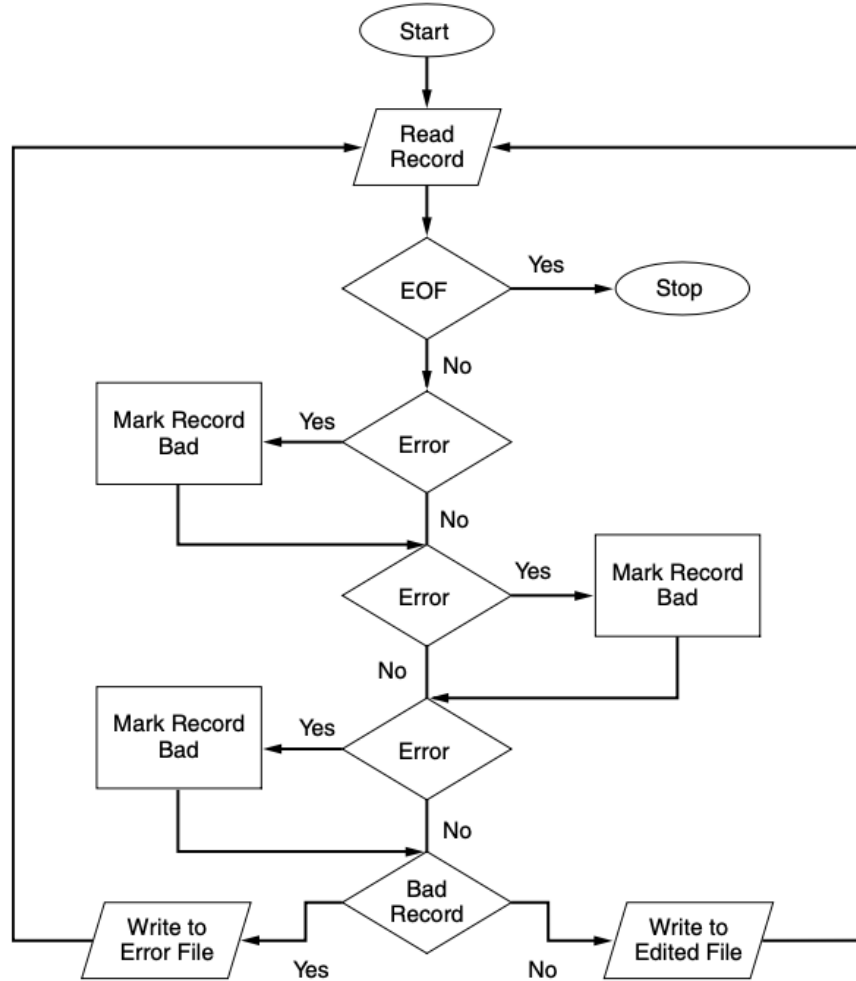 Start
Read
Record
EOF
Yes
Stop
No
Mark Record
Bad
Yes
Error
No
Error
Yes
Mark Record
Bad
No
Mark Record
Bad
Yes
Error
No
Bad
Record
Write to
Error File
Yes
No
Write to
Edited File